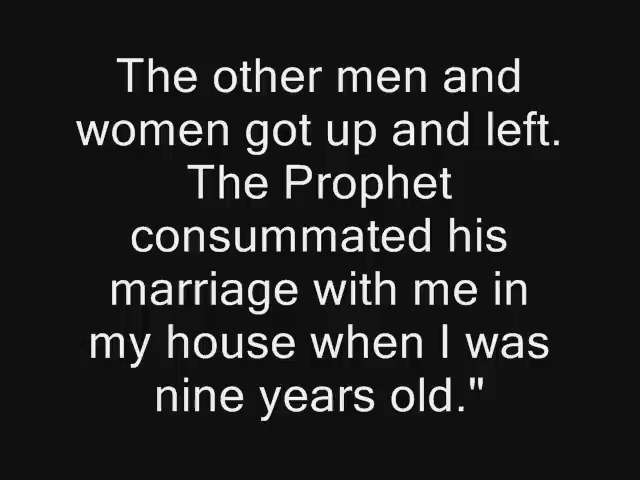 The other men and
women got up and left.
The Prophet
consummated his
marriage with me in
my house when I was
nine years old."